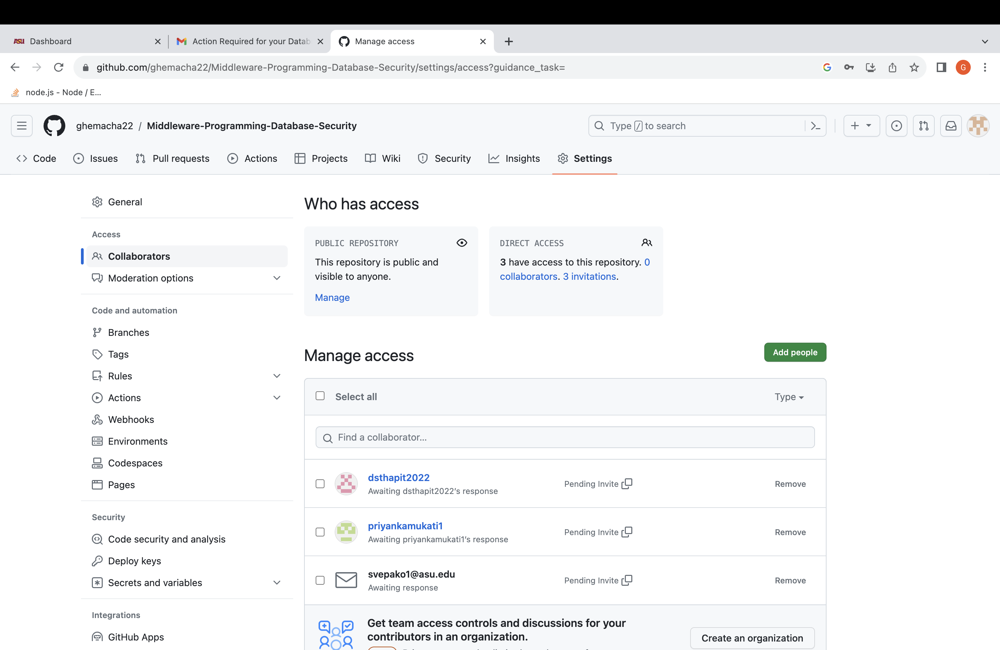 ASU Dashboard
Action Required for your Datab
Manage access
github.com/ghemacha22/Middleware-Programming-Database-Security/settings/access?guidance_task=
G
node.js - Node / E...
ghemacha22 / Middleware-Programming-Database-Security
Type / to search
Code
Issues
Pull requests
Actions
Projects
Wiki
Security
Insights
Settings
General
Access
Collaborators
Moderation options
Code and automation
Branches
Tags
Rules
Actions
Webhooks
Environments
Codespaces
Pages
Security
Code security and analysis
Deploy keys
Secrets and variables
Integrations
GitHub Apps
Who has access
PUBLIC REPOSITORY
This repository is public and
visible to anyone.
Manage
DIRECT ACCESS
3 have access to this repository. 0
collaborators. 3 invitations.
Manage access
Add people
Select all
Type
Find a collaborator...
dsthapit2022
Awaiting dsthapit2022’s response
Pending Invite
Remove
priyankamukati1
Awaiting priyankamukati1’s response
Pending Invite
Remove
svepako1@asu.edu
Awaiting response
Pending Invite
Remove
Get team access controls and discussions for your
contributors in an organization.
Create an organization